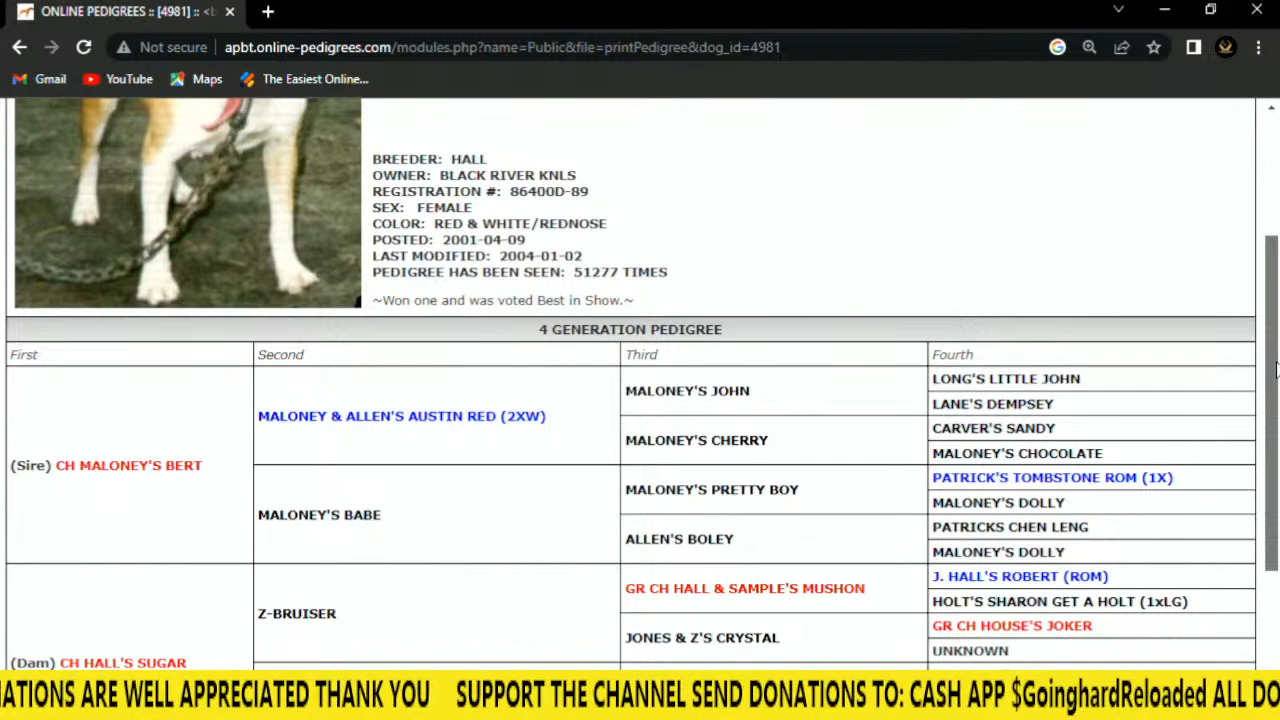 ONLINE PEDIGREES :: [4981] :: <b
Not secure apbt.online-pedigrees.com/modules.php?name=Public&file=printPedigree&dog_id=4981
Gmail YouTube Maps The Easiest Online...
BREEDER: HALL
OWNER: BLACK RIVER KNLS
REGISTRATION #: 86400D-89
SEX: FEMALE
COLOR: RED & WHITE/REDNOSE
POSTED: 2001-04-09
LAST MODIFIED: 2004-01-02
PEDIGREE HAS BEEN SEEN: 51277 TIMES
~Won one and was voted Best in Show.~
4 GENERATION PEDIGREE
First Second Third Fourth
(Sire) CH MALONEY'S BERT
MALONEY & ALLEN'S AUSTIN RED (2XW)
MALONEY'S JOHN
LONG'S LITTLE JOHN
LANE'S DEMPSEY
MALONEY'S CHERRY
CARVER'S SANDY
MALONEY'S CHOCOLATE
MALONEY'S BABE
MALONEY'S PRETTY BOY
PATRICK'S TOMBSTONE ROM (1X)
MALONEY'S DOLLY
ALLEN'S BOLEY
PATRICKS CHEN LENG
MALONEY'S DOLLY
(Dam) CH HALL'S SUGAR
Z-BRUISER
GR CH HALL & SAMPLE'S MUSHON
J. HALL'S ROBERT (ROM)
HOLT'S SHARON GET A HOLT (1xLG)
JONES & Z'S CRYSTAL
GR CH HOUSE'S JOKER
UNKNOWN
NATIONS ARE WELL APPRECIATED THANK YOU SUPPORT THE CHANNEL SEND DONATIONS TO: CASH APP $GoinghardReloaded ALL DO